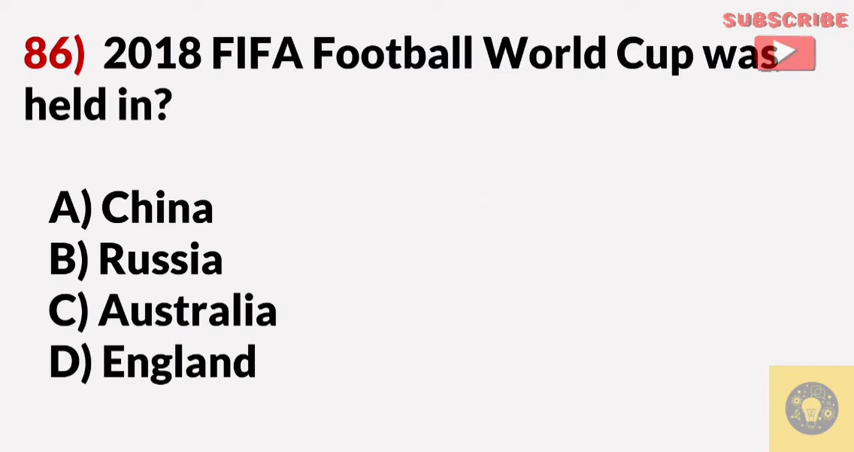 SUBSCRIBE
86) 2018 FIFA Football World Cup was
held in?
A) China
B) Russia
C) Australia
D) England